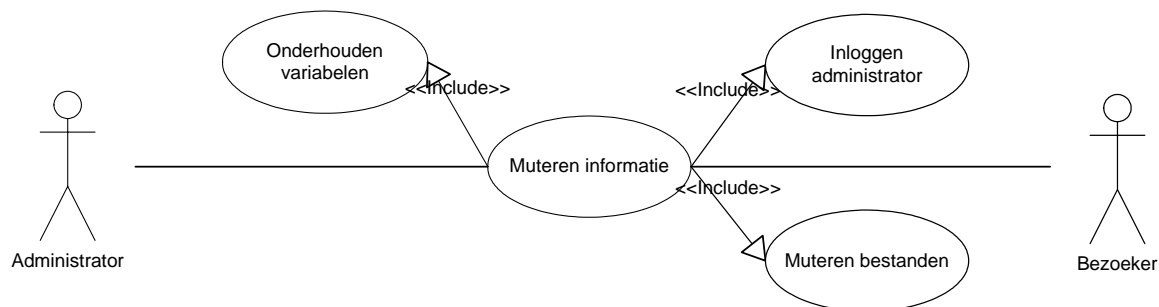 Onderhouden
variabelen
Inloggen
administrator
<<Include>>
<<Include>>
Muteren informatie
<<Include>>
Administrator
Muteren bestanden
Bezoeker